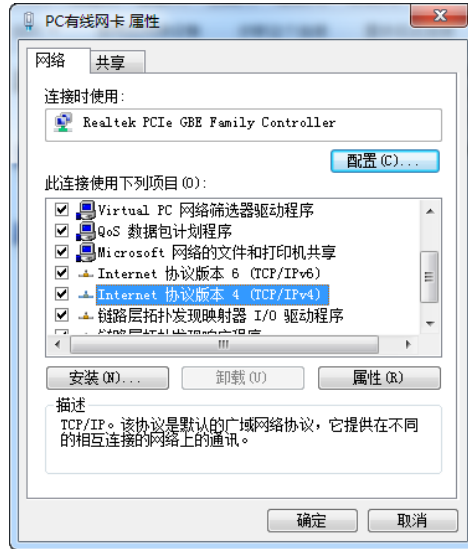 PC有线网卡 属性
网络
共享
连接时使用:
Realtek PCIe GBE Family Controller
配置(C)...
此连接使用下列项目(O):
Virtual PC 网络筛选器驱动程序
QoS 数据包计划程序
Microsoft 网络的文件和打印机共享
Internet 协议版本 6 (TCP/IPv6)
Internet 协议版本 4 (TCP/IPv4)
链路层拓扑发现映射器 I/O 驱动程序
安装(N)...
卸载(U)
属性(R)
描述
TCP/IP。该协议是默认的广域网络协议，它提供在不同
的相互连接的网络上的通讯。
确定
取消